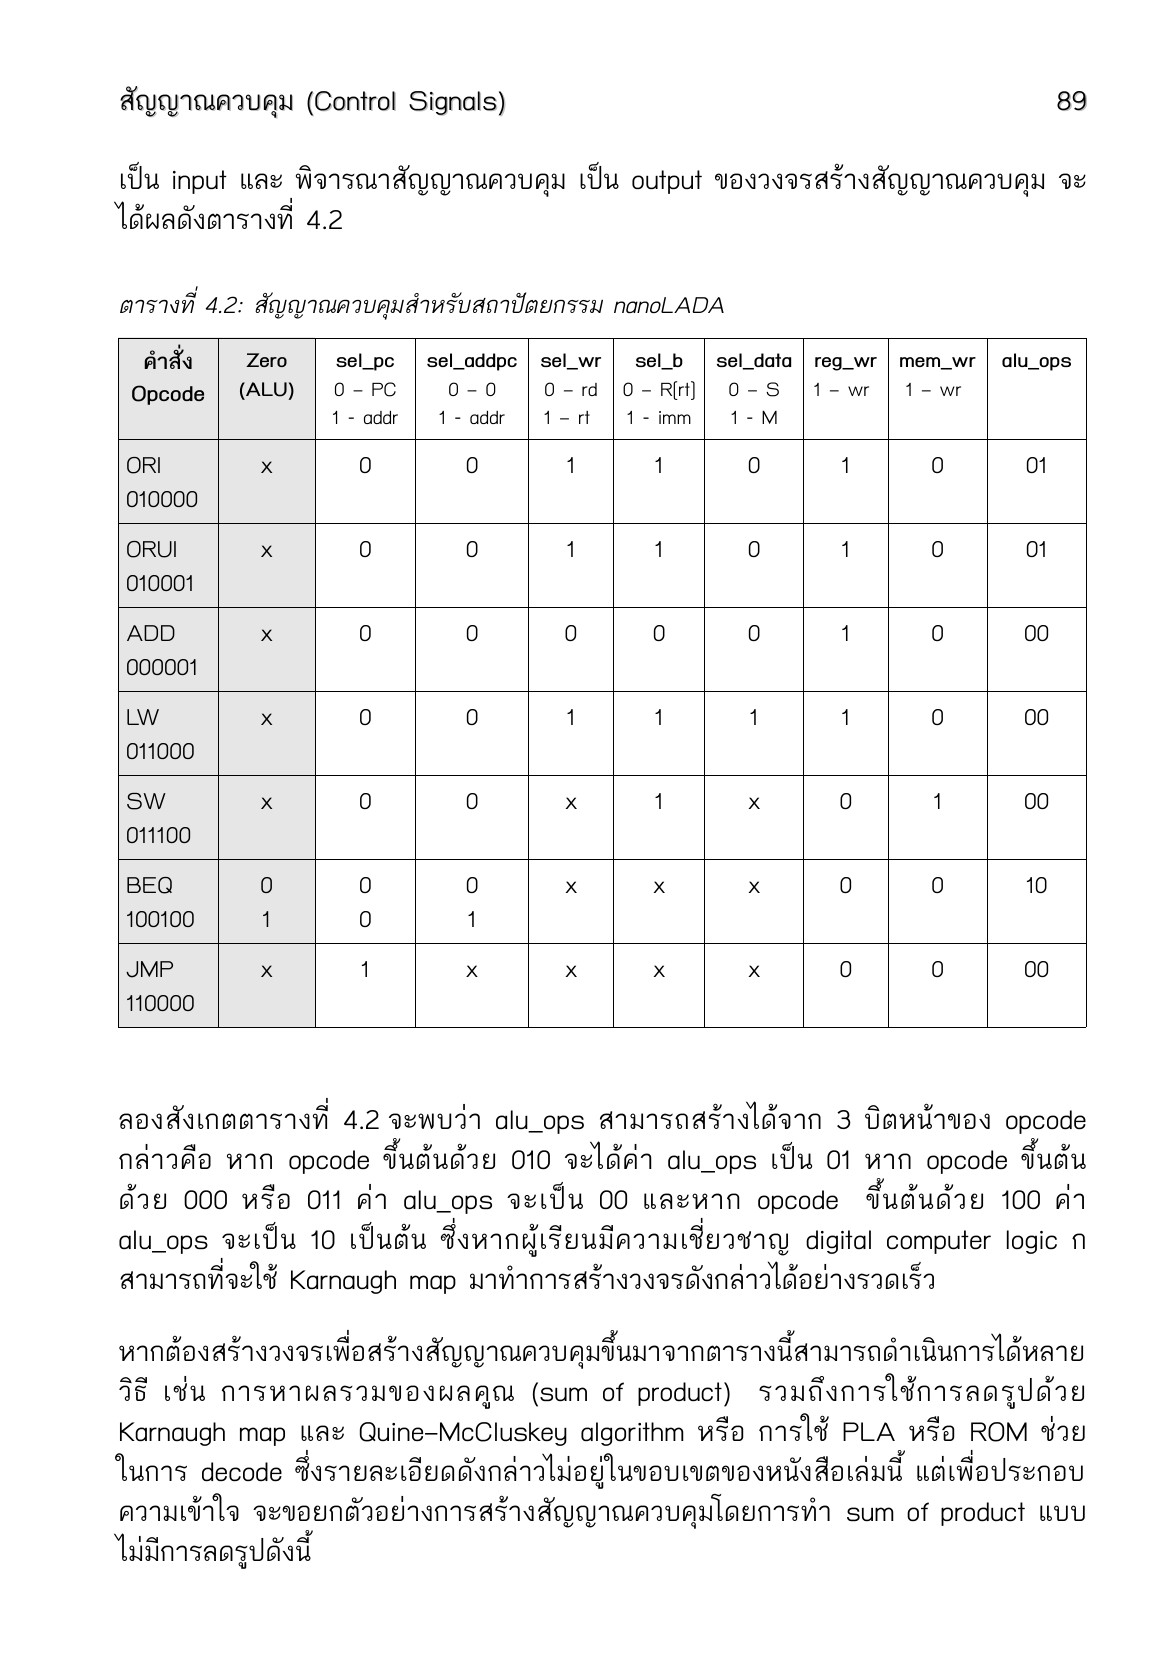 สัญญาณควบคุม (Control Signals) 89
เป็น input และ พิจารณาสัญญาณควบคุม เป็น output ของวงจรสร้างสัญญาณควบคุม จะ
ได้ผลดังตารางที่ 4.2
ตารางที่ 4.2: สัญญาณควบคุมสำหรับสถาปัตยกรรม nanoLADA
คำสั่ง Zero sel_pc sel_addpc sel_wr sel_b sel_data reg_wr mem_wr alu_ops
Opcode (ALU) 0 – PC 0 – 0 0 – rd 0 – R[rt] 0 – S 1 – wr 1 – wr
1 - addr 1 - addr 1 – rt 1 - imm 1 - M
ORI x 0 0 1 1 0 1 0 01
010000
ORUI x 0 0 1 1 0 1 0 01
010001
ADD x 0 0 0 0 0 1 0 00
000001
LW x 0 0 1 1 1 1 0 00
011000
SW x 0 0 x 1 x 0 1 00
011100
BEQ 0 0 0 x x x 0 0 10
100100 1 0 1
JMP x 1 x x x x 0 0 00
110000
ลองสังเกตตารางที่ 4.2 จะพบว่า alu_ops สามารถสร้างได้จาก 3 บิตหน้าของ opcode
กล่าวคือ หาก opcode ขึ้นต้นด้วย 010 จะได้ค่า alu_ops เป็น 01 หาก opcode ขึ้นต้น
ด้วย 000 หรือ 011 ค่า alu_ops จะเป็น 00 และหาก opcode ขึ้นต้นด้วย 100 ค่า
alu_ops จะเป็น 10 เป็นต้น ซึ่งหากผู้เรียนมีความเชี่ยวชาญ digital computer logic ก
สามารถที่จะใช้ Karnaugh map มาทำการสร้างวงจรดังกล่าวได้อย่างรวดเร็ว
หากต้องสร้างวงจรเพื่อสร้างสัญญาณควบคุมขึ้นมาจากตารางนี้สามารถดำเนินการได้หลาย
วิธี เช่น การหาผลรวมของผลคูณ (sum of product) รวมถึงการใช้การลดรูปด้วย
Karnaugh map และ Quine–McCluskey algorithm หรือ การใช้ PLA หรือ ROM ช่วย
ในการ decode ซึ่งรายละเอียดดังกล่าวไม่อยู่ในขอบเขตของหนังสือเล่มนี้ แต่เพื่อประกอบ
ความเข้าใจ จะขอยกตัวอย่างการสร้างสัญญาณควบคุมโดยการทำ sum of product แบบ
ไม่มีการลดรูปดังนี้